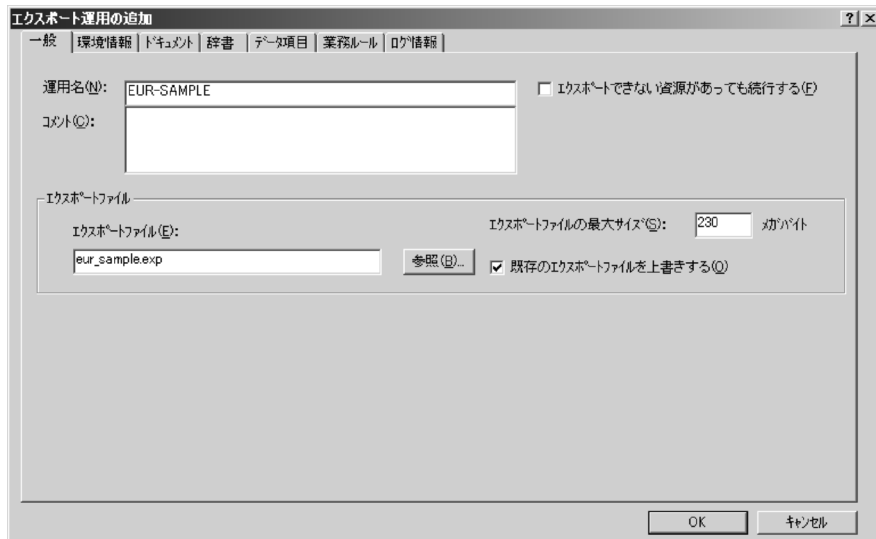 エクスポート運用の追加
一般 環境情報 ドキュメント 辞書 データ項目 業務ルール ログ情報
運用名(N): EUR-SAMPLE
エクスポートできない資源があっても続行する(F)
コメント(C):
エクスポートファイル
エクスポートファイル(E):
エクスポートファイルの最大サイズ(S): 230 メガバイト
eur_sample.exp 参照(B)...
既存のエクスポートファイルを上書きする(O)
OK キャンセル